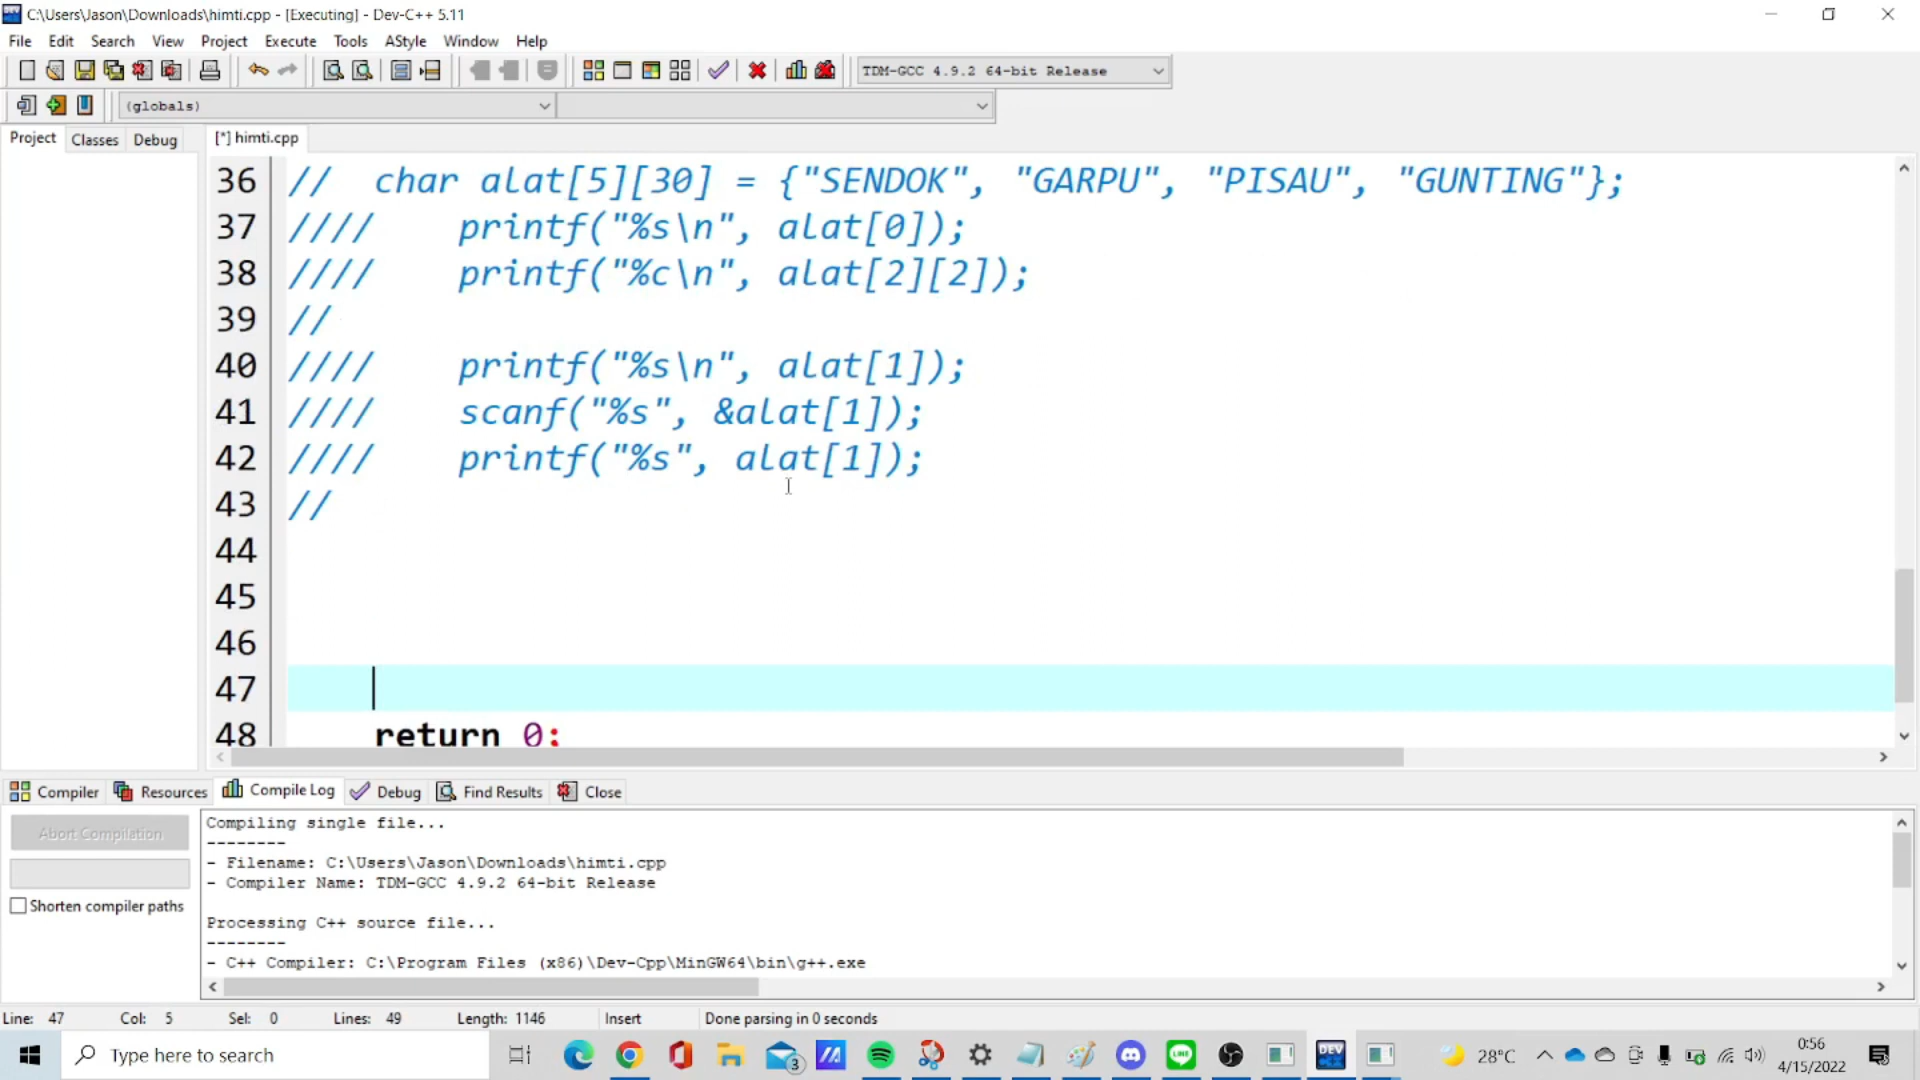 C:\Users\Jason\Downloads\himti.cpp - [Executing] - Dev-C++ 5.11
File Edit Search View Project Execute Tools AStyle Window Help
TDM-GCC 4.9.2 64-bit Release
(globals)
Project Classes Debug [*] himti.cpp
36 // char alat[5][30] = {"SENDOK", "GARPU", "PISAU", "GUNTING"};
37 //// printf("%s\n", alat[0]);
38 //// printf("%c\n", alat[2][2]);
39 //
40 //// printf("%s\n", alat[1]);
41 //// scanf("%s", &alat[1]);
42 //// printf("%s", alat[1]);
43 //
44
45
46
47
48 return 0;
Compiler Resources Compile Log Debug Find Results Close
Abort Compilation
Shorten compiler paths
Compiling single file...
--------
- Filename: C:\Users\Jason\Downloads\himti.cpp
- Compiler Name: TDM-GCC 4.9.2 64-bit Release
Processing C++ source file...
--------
- C++ Compiler: C:\Program Files (x86)\Dev-Cpp\MinGW64\bin\g++.exe
Line: 47 Col: 5 Sel: 0 Lines: 49 Length: 1146 Insert Done parsing in 0 seconds
Type here to search
3
LINE
DEV
28°C
0:56
4/15/2022